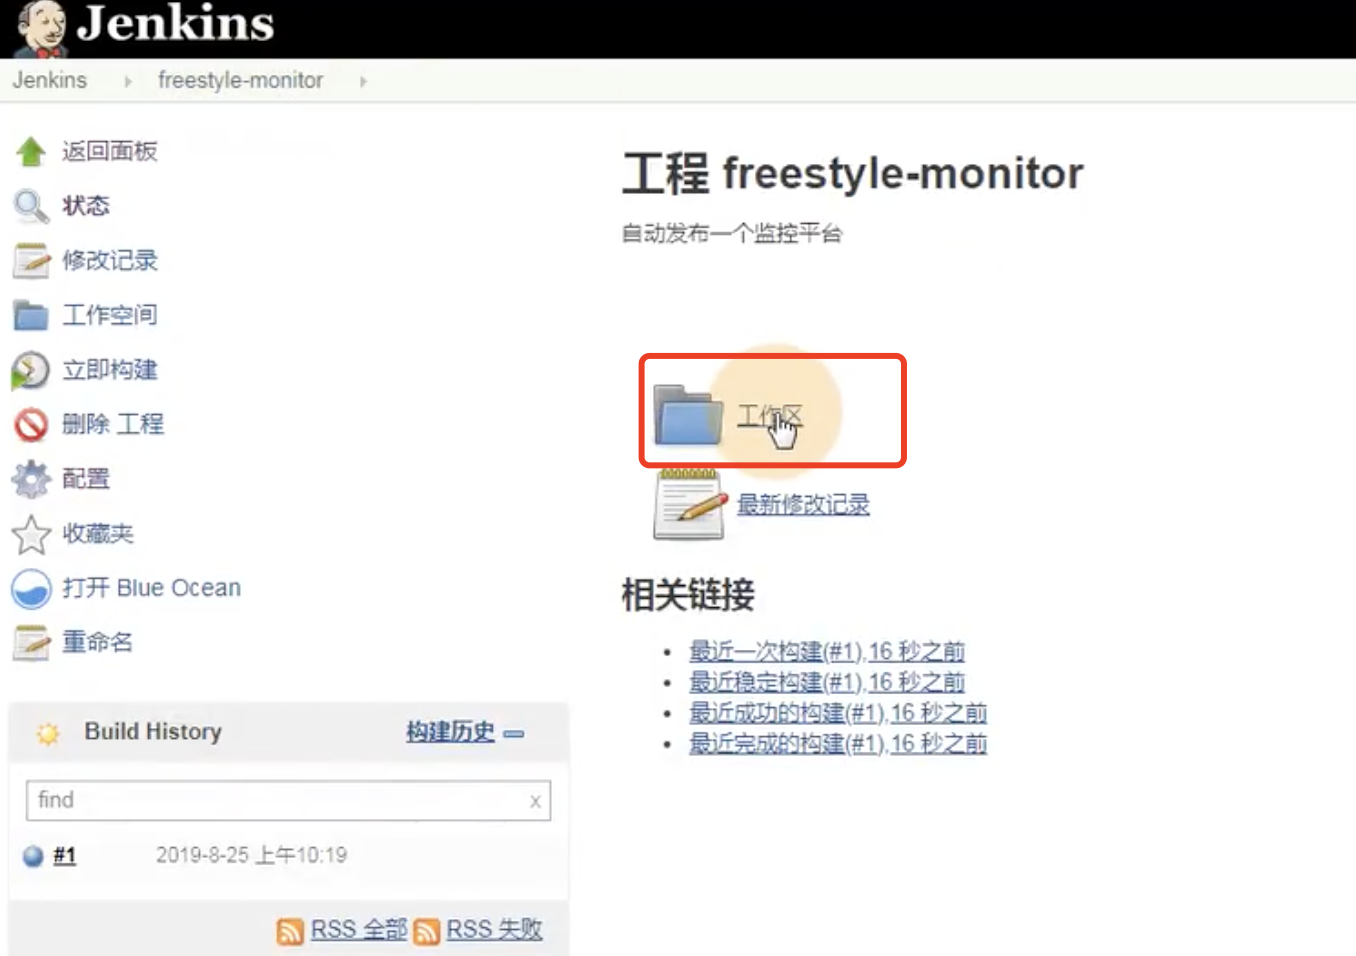 Jenkins
Jenkins
freestyle-monitor
返回面板
状态
修改记录
工作空间
立即构建
删除 工程
配置
收藏夹
打开 Blue Ocean
重命名
Build History
构建历史
find
x
#1
2019-8-25 上午10:19
RSS 全部
RSS 失败
工程 freestyle-monitor
自动发布一个监控平台
工作区
最新修改记录
相关链接
最近一次构建(#1),16 秒之前
最近稳定构建(#1),16 秒之前
最近成功的构建(#1),16 秒之前
最近完成的构建(#1),16 秒之前